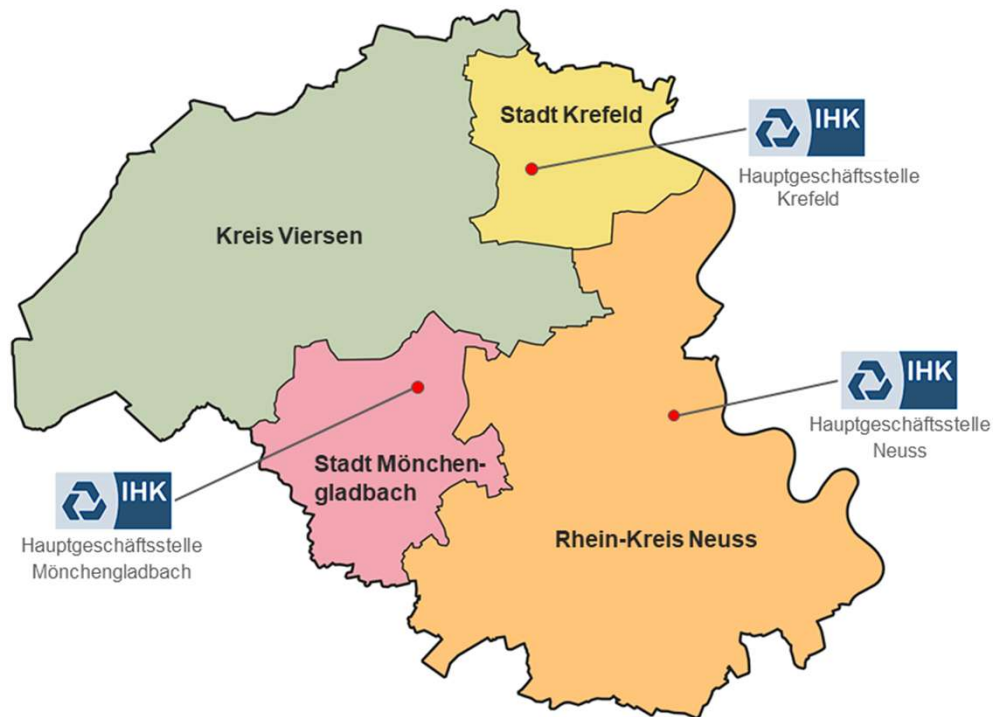 Stadt Krefeld
IHK
Hauptgeschäftsstelle
Krefeld
Kreis Viersen
IHK
Hauptgeschäftsstelle
Neuss
Stadt Mönchen-
gladbach
IHK
Hauptgeschäftsstelle
Mönchengladbach
Rhein-Kreis Neuss